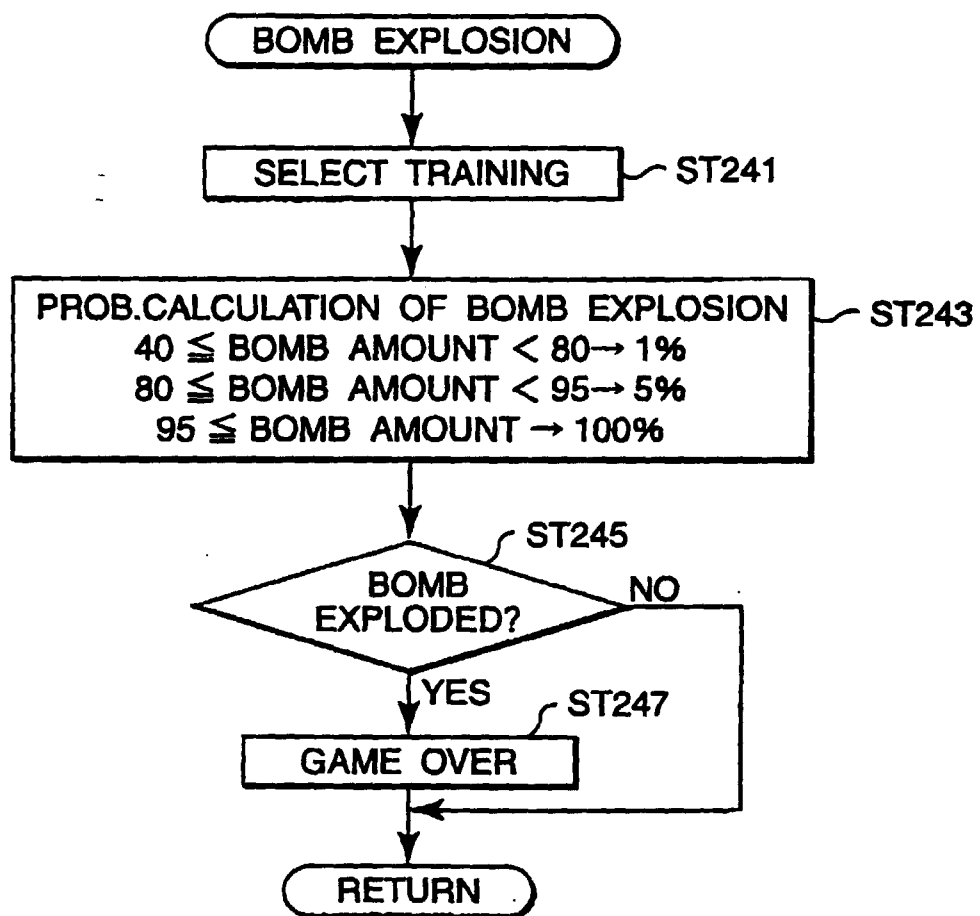 BOMB EXPLOSION
SELECT TRAINING
ST241
PROB.CALCULATION OF BOMB EXPLOSION
ST243
40 ≦ BOMB AMOUNT < 80→ 1%
80 ≦ BOMB AMOUNT < 95→ 5%
95 ≦ BOMB AMOUNT → 100%
ST245
BOMB
EXPLODED?
NO
YES
ST247
GAME OVER
RETURN